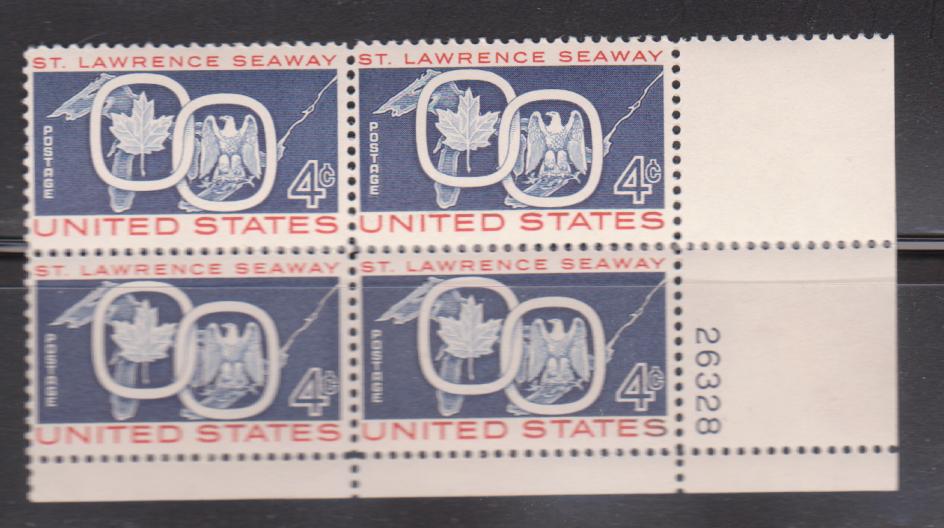 ST. LAWRENCE SEAWAY
POSTAGE
4¢
UNITED STATES
ST. LAWRENCE SEAWAY
POSTAGE
4¢
UNITED STATES
ST. LAWRENCE SEAWAY
POSTAGE
4¢
UNITED STATES
ST. LAWRENCE SEAWAY
POSTAGE
4¢
UNITED STATES
26328